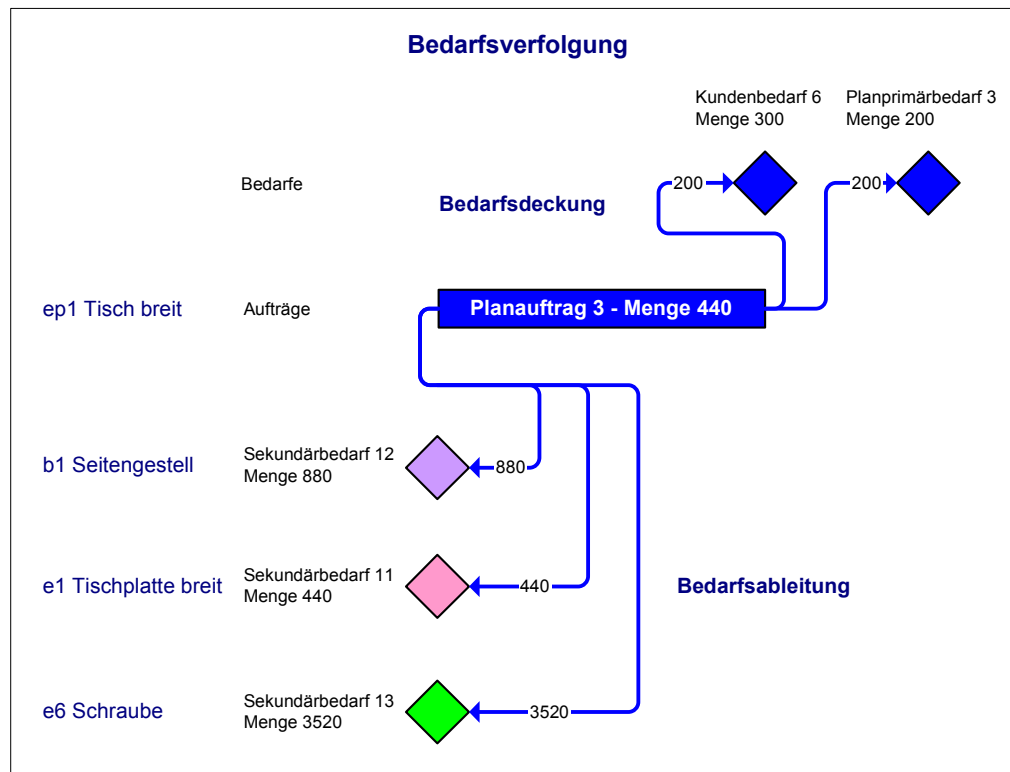 Bedarfsverfolgung
Kundenbedarf 6
Menge 300
Planprimärbedarf 3
Menge 200
Bedarfe
200
200
Bedarfsdeckung
ep1 Tisch breit
Aufträge
Planauftrag 3 - Menge 440
b1 Seitengestell
Sekundärbedarf 12
Menge 880
880
e1 Tischplatte breit
Sekundärbedarf 11
Menge 440
440
Bedarfsableitung
e6 Schraube
Sekundärbedarf 13
Menge 3520
3520